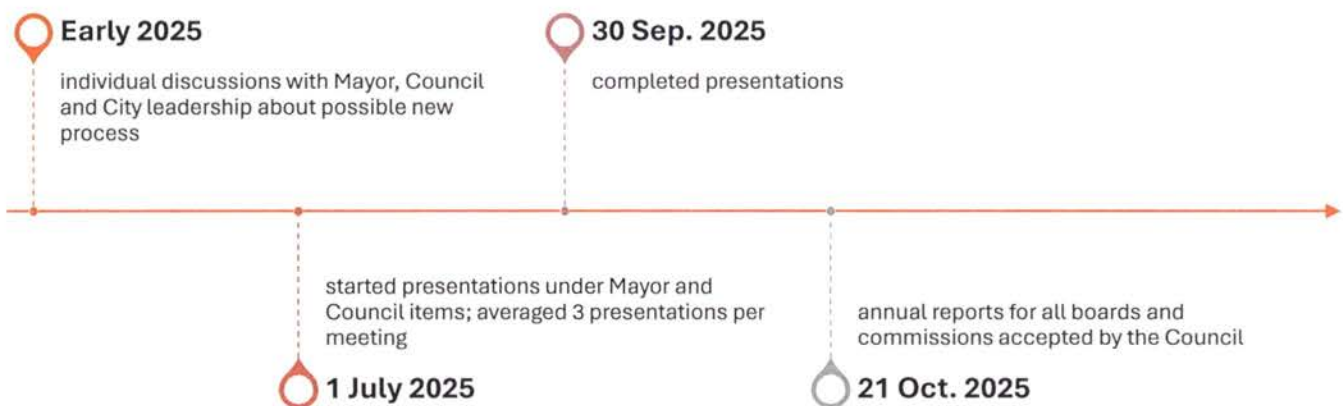 Early 2025
individual discussions with Mayor, Council
and City leadership about possible new
process
30 Sep. 2025
completed presentations
started presentations under Mayor and
Council items; averaged 3 presentations per
meeting
1 July 2025
annual reports for all boards and
commissions accepted by the Council
21 Oct. 2025